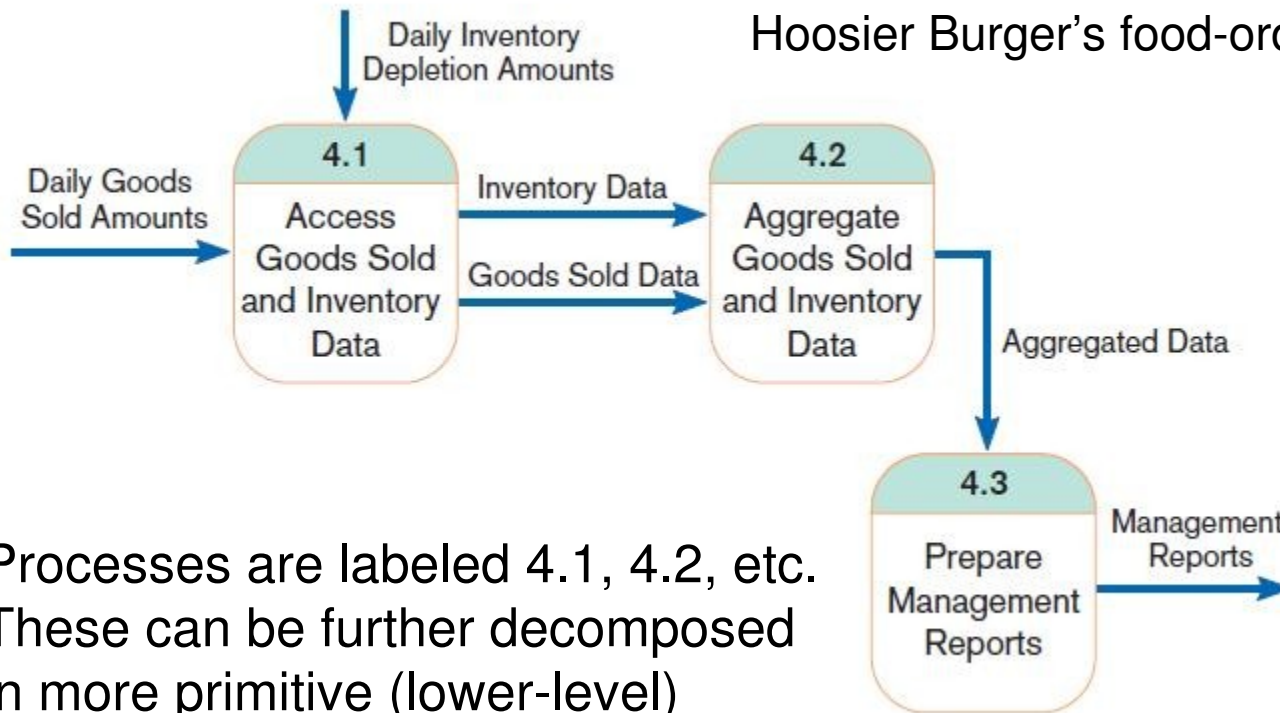 Hoosier Burger's food-ord
Daily Inventory
Depletion Amounts
Daily Goods
Sold Amounts
4.1
Access
Goods Sold
and Inventory
Data
Inventory Data
Goods Sold Data
4.2
Aggregate
Goods Sold
and Inventory
Data
Aggregated Data
4.3
Prepare
Management
Reports
Management
Reports
Processes are labeled 4.1, 4.2, etc.
These can be further decomposed
in more primitive (lower-level)